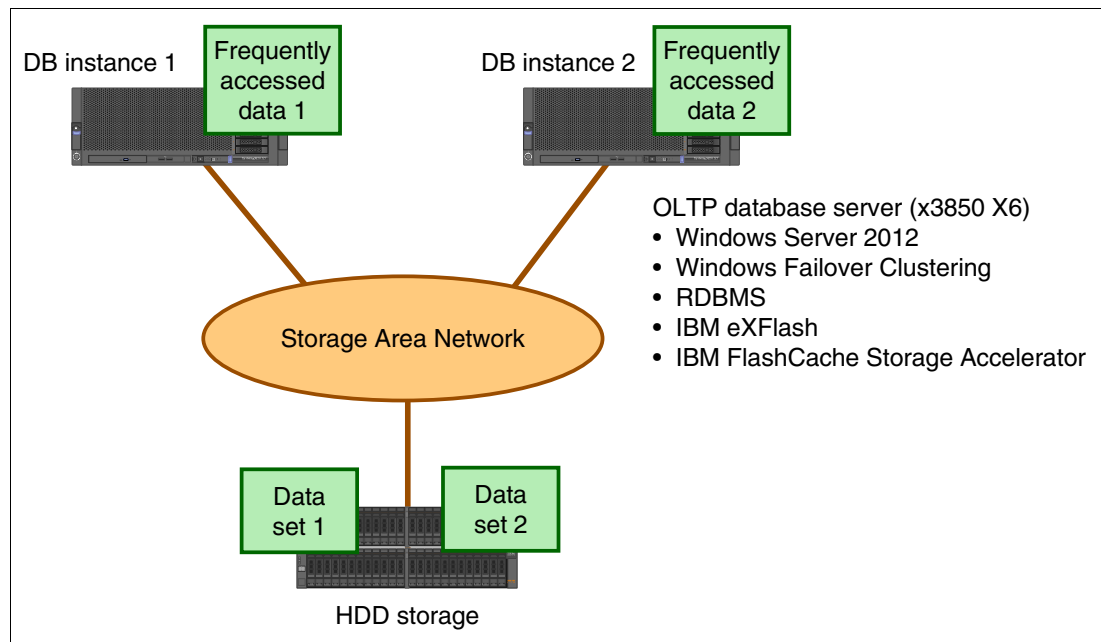 DB instance 1
Frequently
accessed
data 1
DB instance 2
Frequently
accessed
data 2
OLTP database server (x3850 X6)
• Windows Server 2012
• Windows Failover Clustering
• RDBMS
• IBM eXFlash
• IBM FlashCache Storage Accelerator
Storage Area Network
Data
set 1
Data
set 2
HDD storage